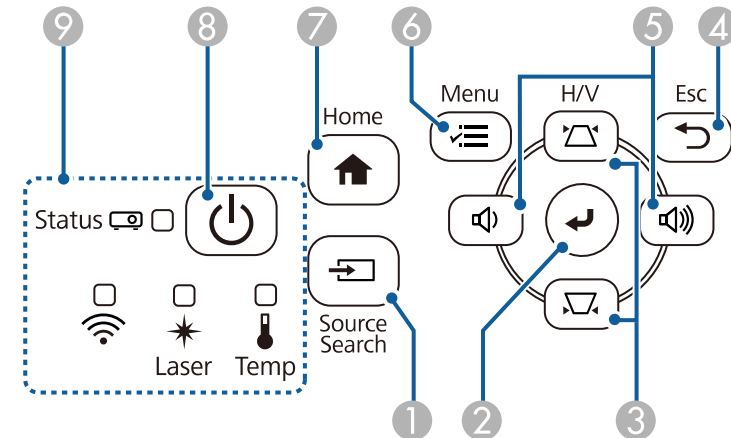 9 8 7 6 5 4
Menu H/V Esc
Home
Status
Source
Search
Laser Temp
1 2 3